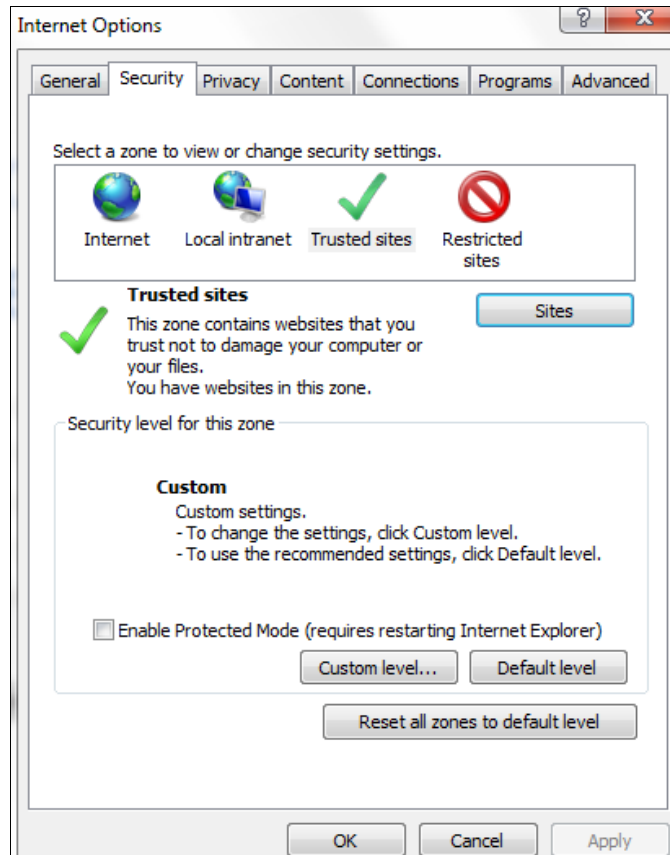 Internet Options
General Security Privacy Content Connections Programs Advanced
Select a zone to view or change security settings.
Internet Local intranet Trusted sites Restricted
sites
Trusted sites
Sites
This zone contains websites that you
trust not to damage your computer or
your files.
You have websites in this zone.
Security level for this zone
Custom
Custom settings.
- To change the settings, click Custom level.
- To use the recommended settings, click Default level.
Enable Protected Mode (requires restarting Internet Explorer)
Custom level... Default level
Reset all zones to default level
OK Cancel Apply